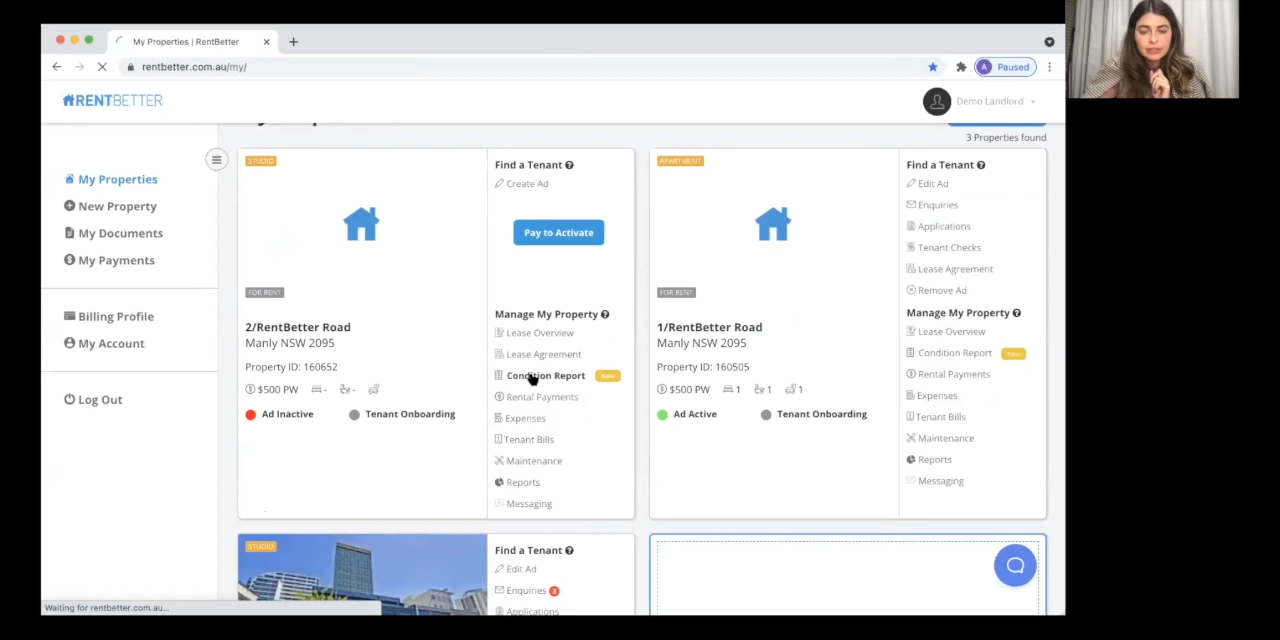 My Properties | RentBetter
rentbetter.com.au/my/
A Paused
RENTBETTER
Demo Landlord
3 Properties found
My Properties
New Property
My Documents
My Payments
Billing Profile
My Account
Log Out
STUDIO
FOR RENT
2/RentBetter Road
Manly NSW 2095
Property ID: 160652
$500 PW - -
Ad Inactive Tenant Onboarding
Find a Tenant
Create Ad
Pay to Activate
Manage My Property
Lease Overview
Lease Agreement
Condition Report New
Rental Payments
Expenses
Tenant Bills
Maintenance
Reports
Messaging
APARTMENT
FOR RENT
1/RentBetter Road
Manly NSW 2095
Property ID: 160505
$500 PW 1 1 1
Ad Active Tenant Onboarding
Find a Tenant
Edit Ad
Enquiries
Applications
Tenant Checks
Lease Agreement
Remove Ad
Manage My Property
Lease Overview
Condition Report New
Rental Payments
Expenses
Tenant Bills
Maintenance
Reports
Messaging
STUDIO
Find a Tenant
Edit Ad
Enquiries 3
Applications
Waiting for rentbetter.com.au...